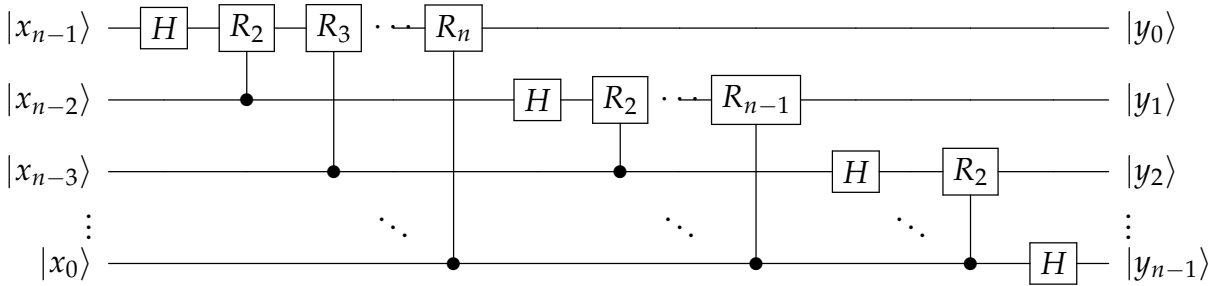 |x_{n−1}⟩ H R_2 R_3 ⋯ R_n |y_0⟩
|x_{n−2}⟩ H R_2 ⋯ R_{n−1} |y_1⟩
|x_{n−3}⟩ H R_2 |y_2⟩
⋮ ⋱ ⋱ ⋱ ⋮
|x_0⟩ H |y_{n−1}⟩